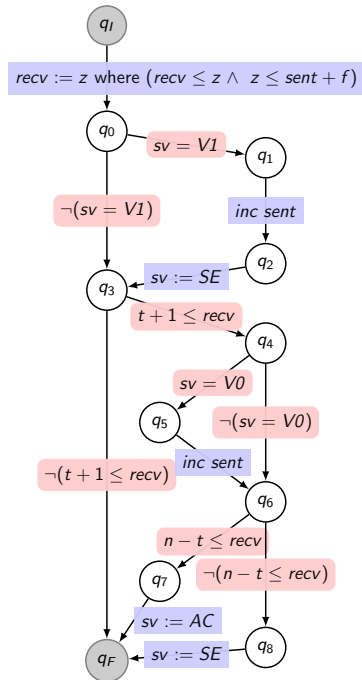 q_I
recv := z where (recv ≤ z ∧ z ≤ sent + f)
q_0
sv = V1
q_1
¬(sv = V1)
inc sent
q_2
sv := SE
q_3
t + 1 ≤ recv
q_4
sv = V0
q_5
¬(sv = V0)
inc sent
¬(t + 1 ≤ recv)
q_6
n − t ≤ recv
¬(n − t ≤ recv)
q_7
sv := AC
q_8
sv := SE
q_F